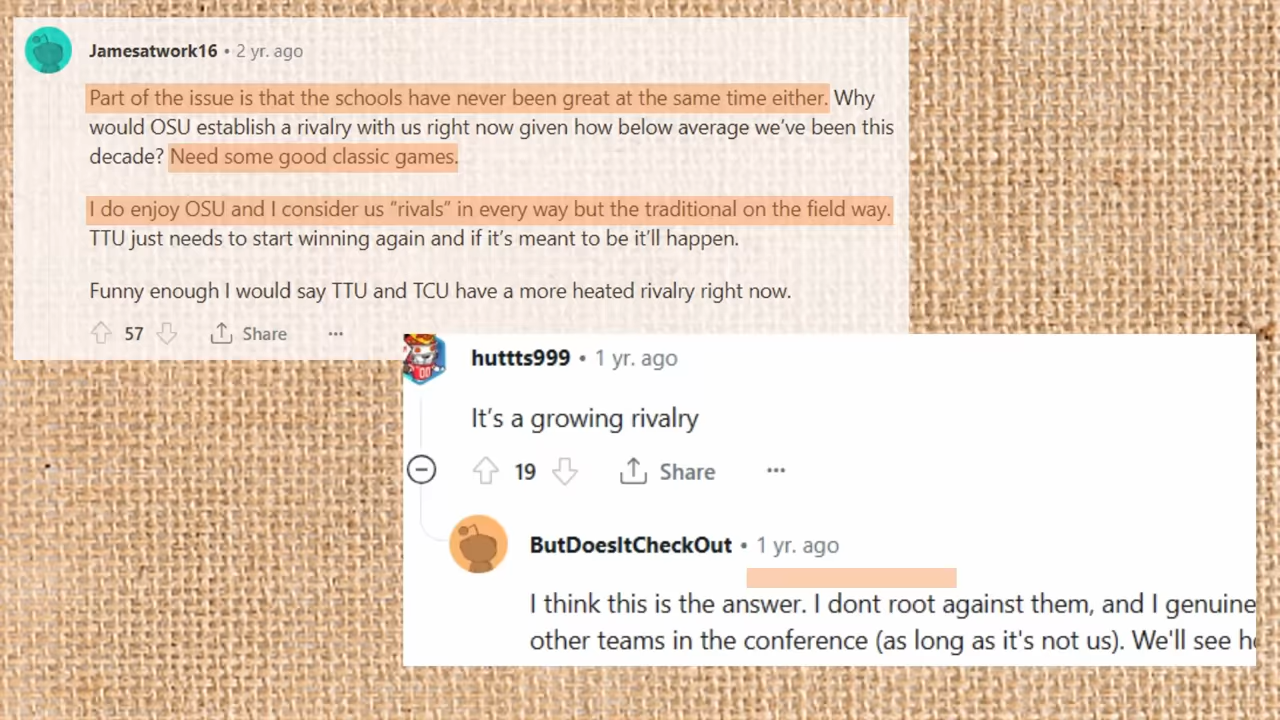 Jamesatwork16 • 2 yr. ago
Part of the issue is that the schools have never been great at the same time either. Why
would OSU establish a rivalry with us right now given how below average we’ve been this
decade? Need some good classic games.
I do enjoy OSU and I consider us “rivals” in every way but the traditional on the field way.
TTU just needs to start winning again and if it’s meant to be it’ll happen.
Funny enough I would say TTU and TCU have a more heated rivalry right now.
57 Share ...
huttts999 • 1 yr. ago
It’s a growing rivalry
19 Share ...
ButDoesItCheckOut • 1 yr. ago
I think this is the answer. I dont root against them, and I genuine
other teams in the conference (as long as it's not us). We'll see